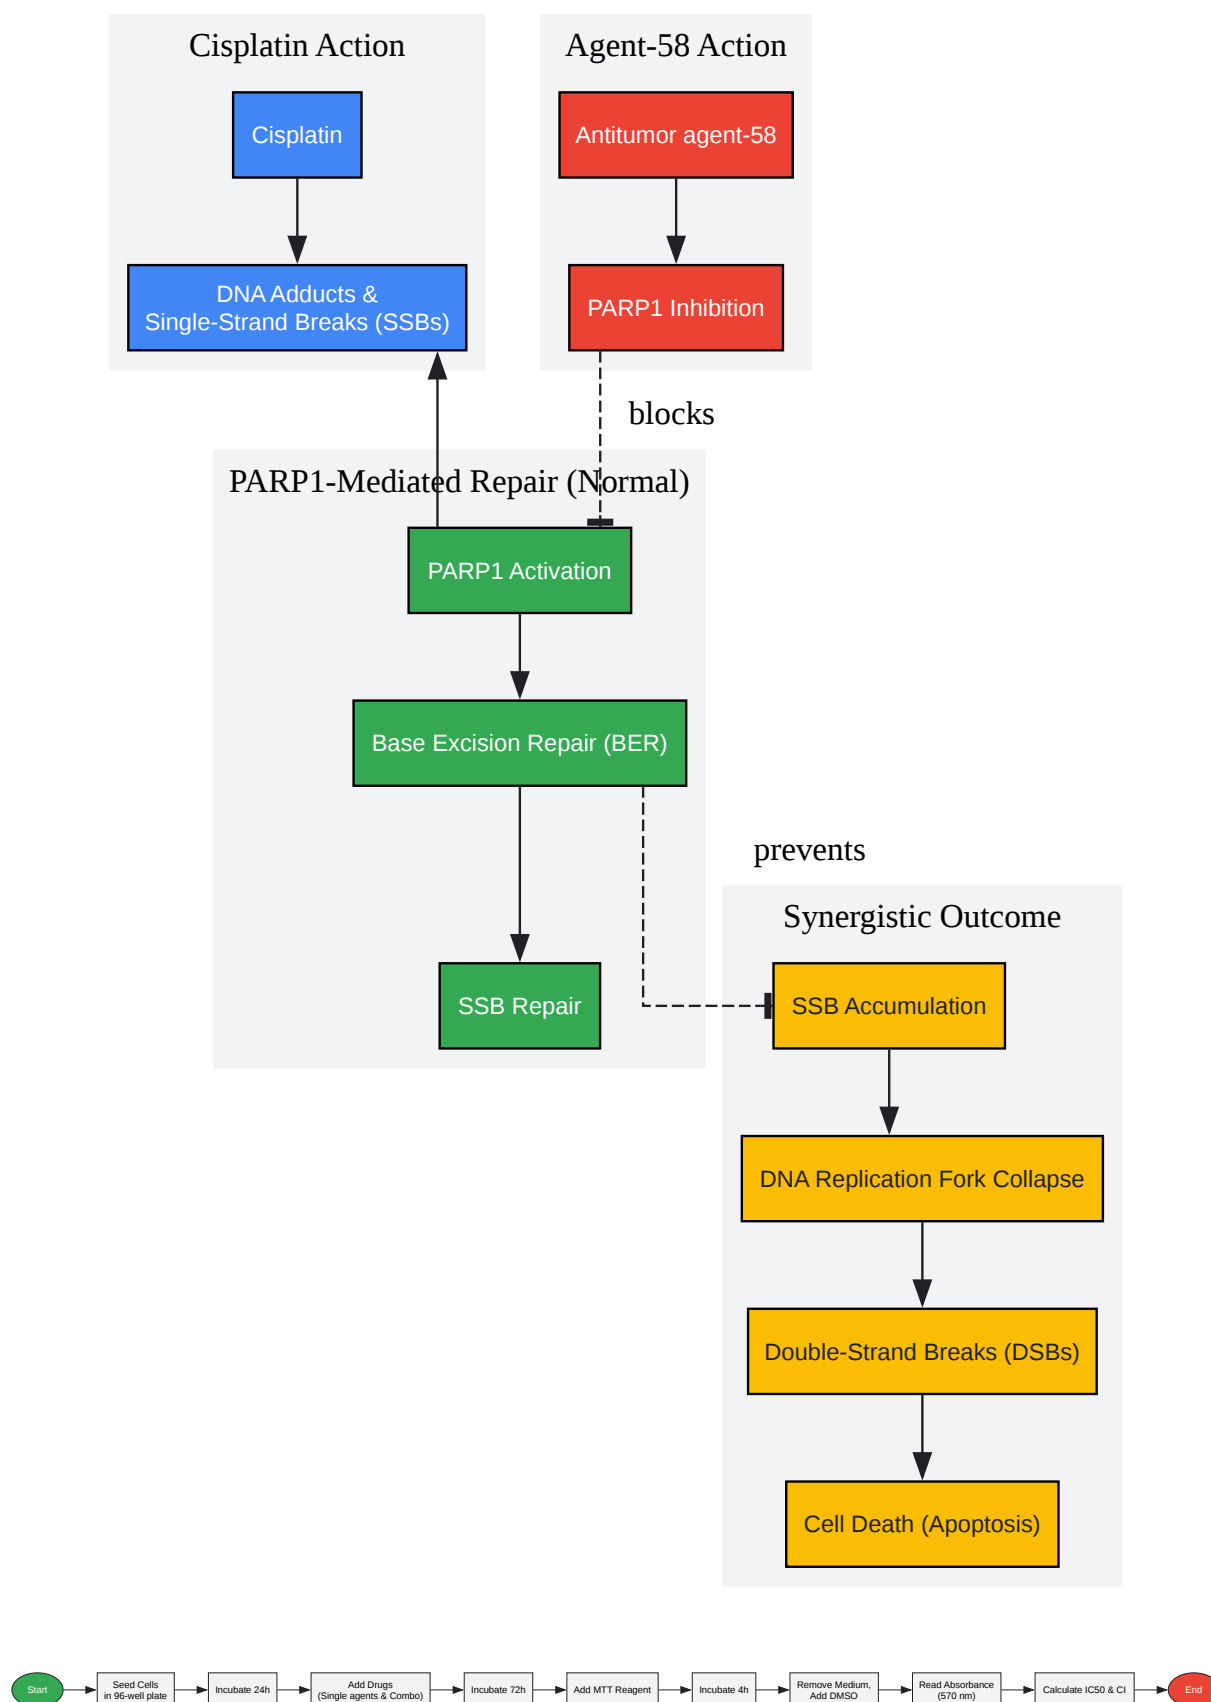 Cisplatin Action
Agent-58 Action
Cisplatin
Antitumor agent-58
DNA Adducts &
Single-Strand Breaks (SSBs)
PARP1 Inhibition
blocks
PARP1-Mediated Repair (Normal)
PARP1 Activation
Base Excision Repair (BER)
prevents
Synergistic Outcome
SSB Repair
SSB Accumulation
DNA Replication Fork Collapse
Double-Strand Breaks (DSBs)
Cell Death (Apoptosis)
Start
Seed Cells
in 96-well plate
Incubate 24h
Add Drugs
(Single agents & Combo)
Incubate 72h
Add MTT Reagent
Incubate 4h
Remove Medium,
Add DMSO
Read Absorbance
(570 nm)
Calculate IC50 & CI
End